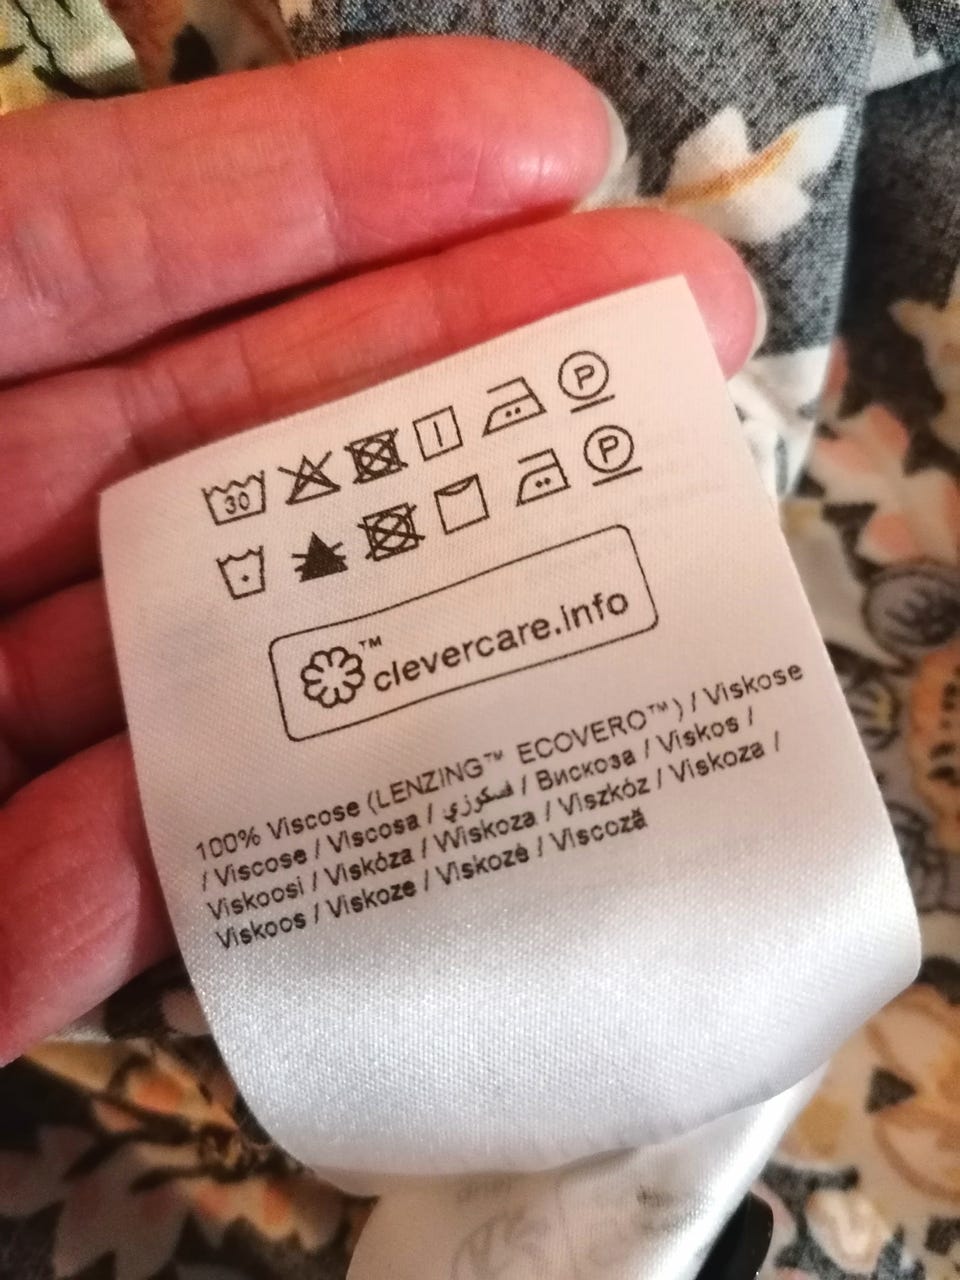 30 P
P
™ clevercare.info
100% Viscose (LENZING™ ECOVERO™) / Viskose
/ Viscose / Viscosa / فسكوزي / Вискоза / Viskos /
Viskoosi / Viskóza / Wiskoza / Viszkóz / Viskoza /
Viskoos / Viskoze / Viskozė / Viscoză